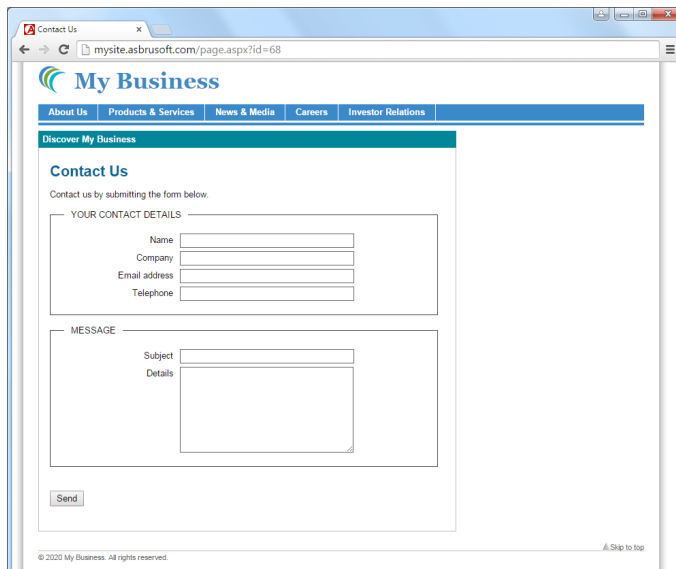 Contact Us
mysite.asbrusoft.com/page.aspx?id=68
My Business
About Us Products & Services News & Media Careers Investor Relations
Discover My Business
Contact Us
Contact us by submitting the form below.
YOUR CONTACT DETAILS
Name
Company
Email address
Telephone
MESSAGE
Subject
Details
Send
Skip to top
© 2020 My Business. All rights reserved.